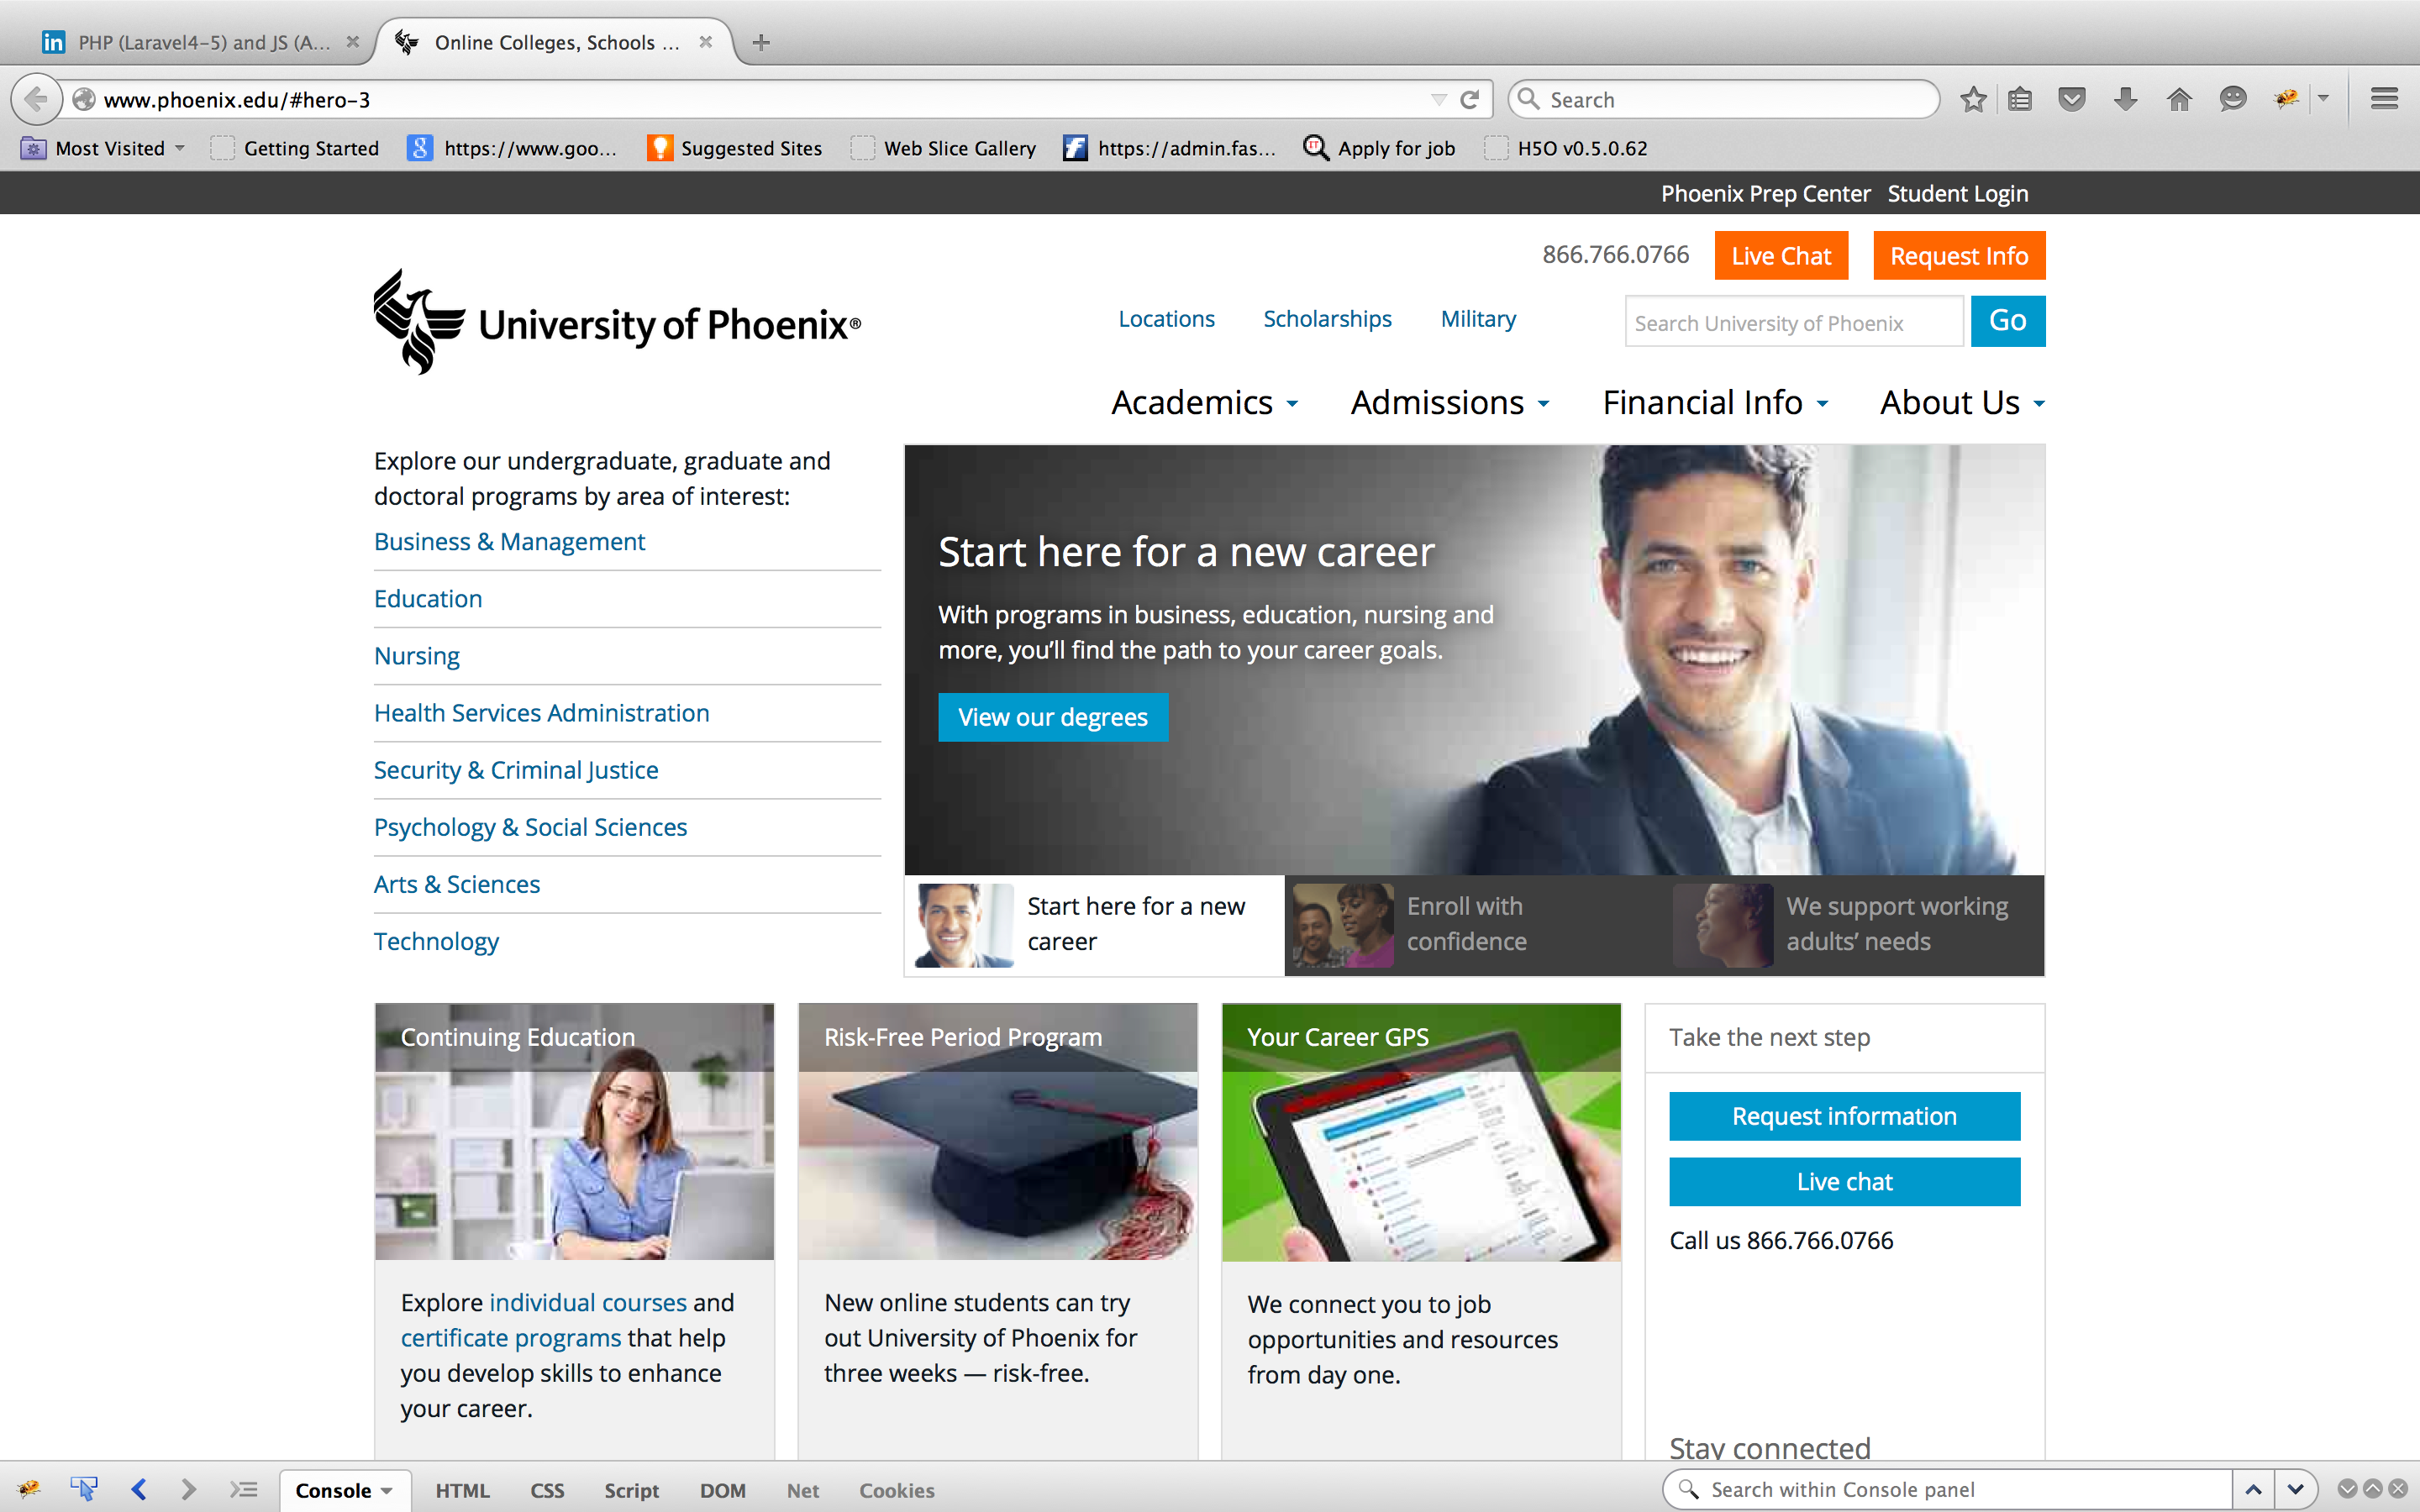 PHP (Laravel4-5) and JS (A...
Online Colleges, Schools ...
www.phoenix.edu/#hero-3
Search
Most Visited
Getting Started
https://www.goo...
Suggested Sites
Web Slice Gallery
https://admin.fas...
Apply for job
H5O v0.5.0.62
Phoenix Prep Center Student Login
866.766.0766
Live Chat
Request Info
University of Phoenix®
Locations
Scholarships
Military
Search University of Phoenix
Go
Academics
Admissions
Financial Info
About Us
Explore our undergraduate, graduate and
doctoral programs by area of interest:
Business & Management
Education
Nursing
Health Services Administration
Security & Criminal Justice
Psychology & Social Sciences
Arts & Sciences
Technology
Start here for a new career
With programs in business, education, nursing and
more, you’ll find the path to your career goals.
View our degrees
Start here for a new
career
Enroll with
confidence
We support working
adults’ needs
Continuing Education
Explore individual courses and
certificate programs that help
you develop skills to enhance
your career.
Risk-Free Period Program
New online students can try
out University of Phoenix for
three weeks — risk-free.
Your Career GPS
We connect you to job
opportunities and resources
from day one.
Take the next step
Request information
Live chat
Call us 866.766.0766
Stay connected
Console
HTML
CSS
Script
DOM
Net
Cookies
Search within Console panel